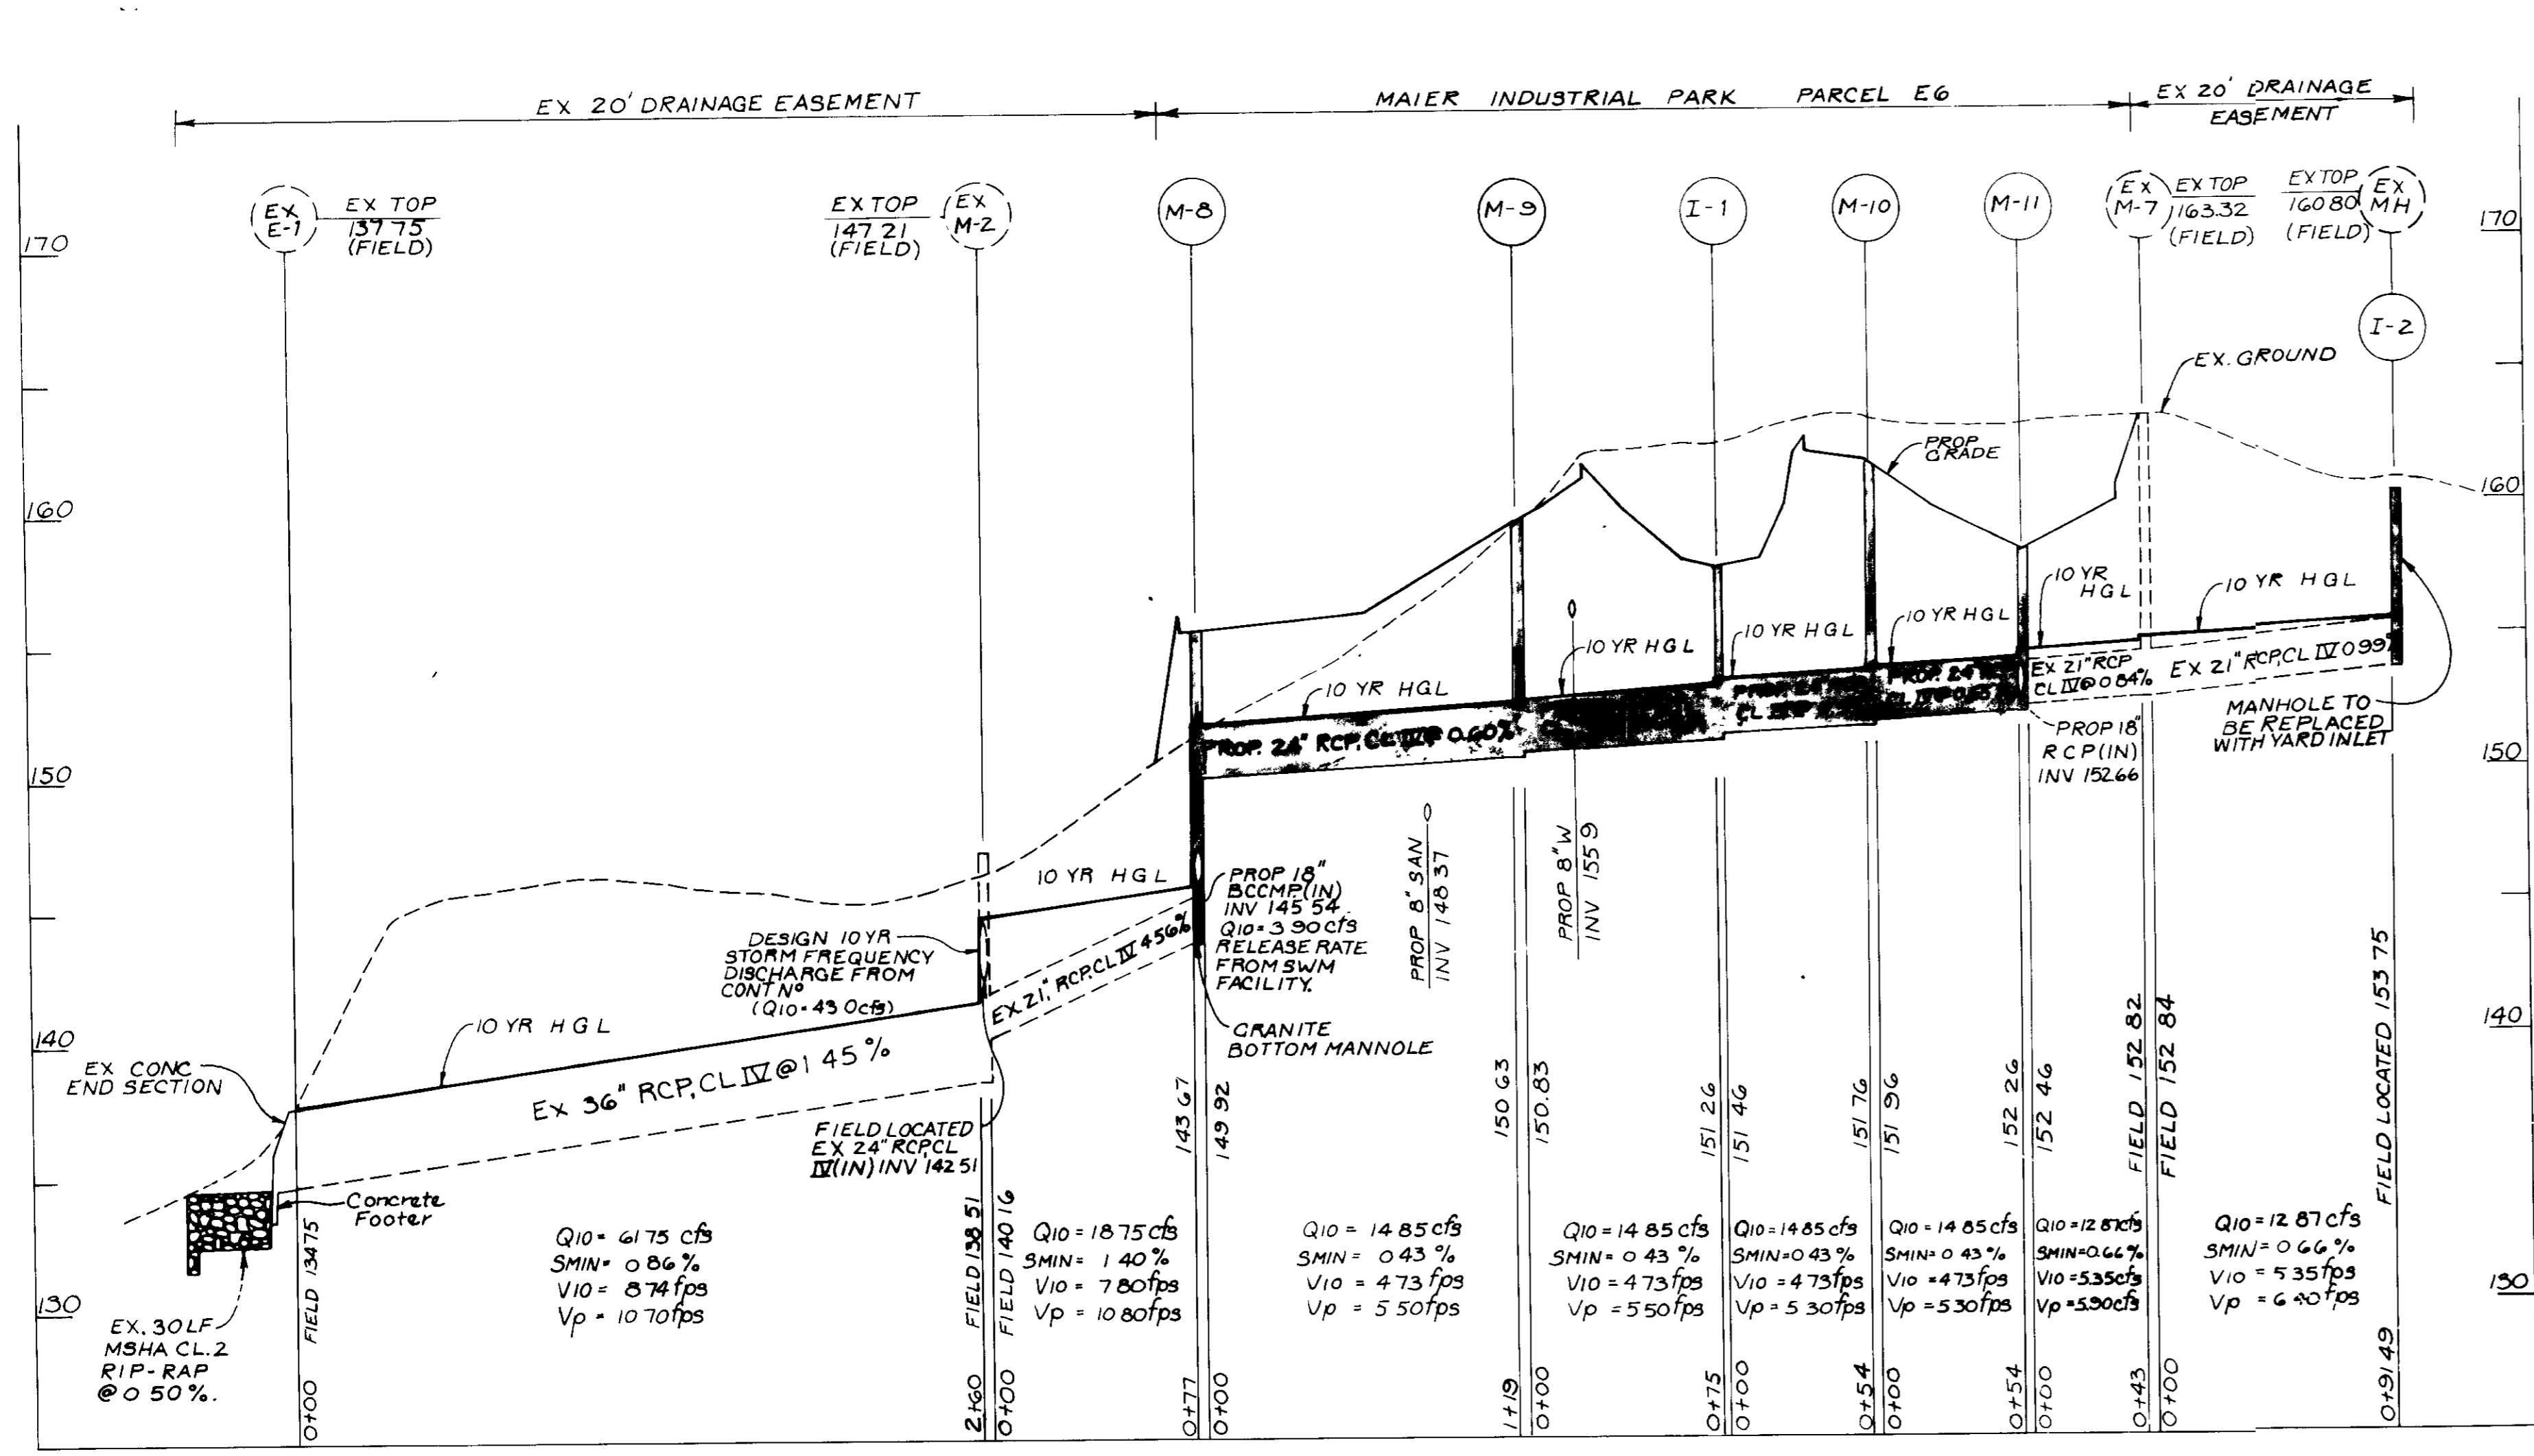 EX 20' DRAINAGE EASEMENT
MAIER INDUSTRIAL PARK PARCEL E6
EX 20' DRAINAGE
EASEMENT
EX
E-1
EX TOP
137 75
(FIELD)
EX TOP
147 21
(FIELD)
EX
M-2
M-8
M-9
I-1
M-10
M-11
EX
M-7
EX TOP
163.32
(FIELD)
EX TOP
160 80
(FIELD)
EX
MH
I-2
170
170
160
160
150
150
140
140
130
130
EX. GROUND
PROP
GRADE
10 YR
HGL
10 YR HGL
10 YR HGL
10 YR HGL
10 YR HGL
10 YR HGL
PROP. 24" RCP, CL IV @ 0.60%
PROP. 24"
CL
PROP. 24"
CL IV @
EX 21" RCP
CL IV @ 0 84%
EX 21" RCP, CL IV 0 99%
MANHOLE TO
BE REPLACED
WITH YARD INLET
PROP 18"
RCP (IN)
INV 152 66
10 YR HGL
PROP 18"
BCCMP (IN)
INV 145 54
Q10 = 3 90 cfs
RELEASE RATE
FROM SWM
FACILITY.
GRANITE
BOTTOM MANNOLE
EX 21", RCP, CL IV 4 56%
PROP 8" SAN
INV 148 37
PROP 8" W
INV 155 9
DESIGN 10 YR
STORM FREQUENCY
DISCHARGE FROM
CONT Nº
(Q10 = 43 0 cfs)
10 YR HGL
EX 36" RCP, CL IV @ 1 45%
EX CONC
END SECTION
FIELD LOCATED
EX 24" RCP, CL
IV (IN) INV 142 51
Concrete
Footer
EX. 30 LF
MSHA CL. 2
RIP-RAP
@ 0 50%.
FIELD 134 75
FIELD 138 51
FIELD 140 16
143 67
149 92
150 63
150.83
151 26
151 46
151 76
151 96
152 26
152 46
FIELD 152 82
FIELD 152 84
FIELD LOCATED 153 75
Q10 = 61 75 cfs
SMIN = 0 86 %
V10 = 8 74 fps
Vp = 10 70 fps
Q10 = 18 75 cfs
SMIN = 1 40 %
V10 = 7 80 fps
Vp = 10 80 fps
Q10 = 14 85 cfs
SMIN = 0 43 %
V10 = 4 73 fps
Vp = 5 50 fps
Q10 = 14 85 cfs
SMIN = 0 43 %
V10 = 4 73 fps
Vp = 5 50 fps
Q10 = 14 85 cfs
SMIN = 0 43 %
V10 = 4 73 fps
Vp = 5 30 fps
Q10 = 14 85 cfs
SMIN = 0 43 %
V10 = 4 73 fps
Vp = 5 30 fps
Q10 = 12 87 cfs
SMIN = 0.66 %
V10 = 5.35 cfs
Vp = 5.90 cfs
Q10 = 12 87 cfs
SMIN = 0 66 %
V10 = 5 35 fps
Vp = fps
0+00
2+60
0+00
0+77
0+00
1+19
0+00
0+75
0+00
0+54
0+00
0+54
0+00
0+43
0+00
0+91 49